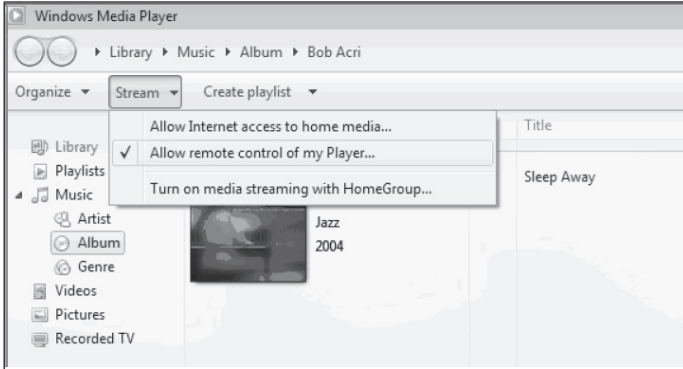 Windows Media Player
Library Music Album Bob Acri
Organize Stream Create playlist
Allow Internet access to home media...
Allow remote control of my Player...
Turn on media streaming with HomeGroup...
Title
Library
Playlists
Music
Artist
Album
Genre
Videos
Pictures
Recorded TV
Jazz
2004
Sleep Away